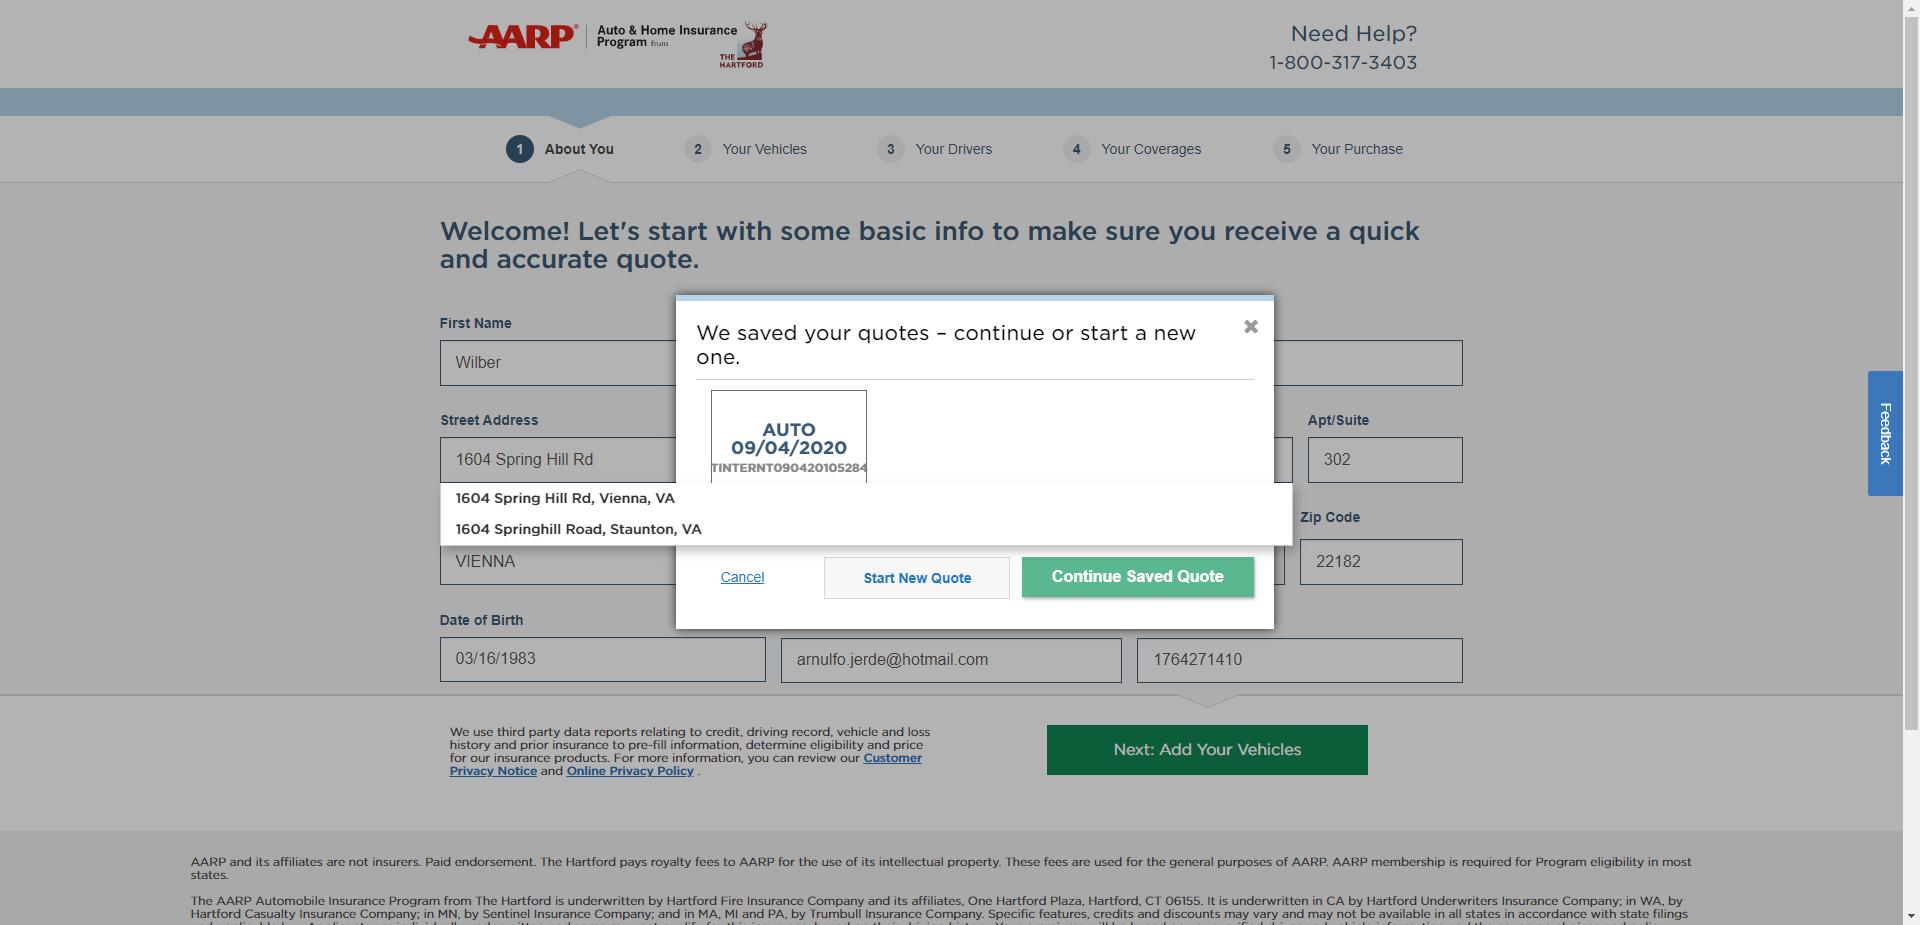 AARP® Auto & Home Insurance
Program from
THE
HARTFORD
Need Help?
1-800-317-3403
1 About You
2 Your Vehicles
3 Your Drivers
4 Your Coverages
5 Your Purchase
Welcome! Let's start with some basic info to make sure you receive a quick
and accurate quote.
First Name
Wilber
Street Address
1604 Spring Hill Rd
Apt/Suite
302
We saved your quotes – continue or start a new
one.
AUTO
09/04/2020
TINTERNT090420105284
1604 Spring Hill Rd, Vienna, VA
1604 Springhill Road, Staunton, VA
Zip Code
VIENNA
22182
Cancel
Start New Quote
Continue Saved Quote
Date of Birth
03/16/1983
arnulfo.jerde@hotmail.com
1764271410
Feedback
We use third party data reports relating to credit, driving record, vehicle and loss
history and prior insurance to pre-fill information, determine eligibility and price
for our insurance products. For more information, you can review our Customer
Privacy Notice and Online Privacy Policy .
Next: Add Your Vehicles
AARP and its affiliates are not insurers. Paid endorsement. The Hartford pays royalty fees to AARP for the use of its intellectual property. These fees are used for the general purposes of AARP. AARP membership is required for Program eligibility in most
states.
The AARP Automobile Insurance Program from The Hartford is underwritten by Hartford Fire Insurance Company and its affiliates, One Hartford Plaza, Hartford, CT 06155. It is underwritten in CA by Hartford Underwriters Insurance Company; in WA, by
Hartford Casualty Insurance Company; in MN, by Sentinel Insurance Company; and in MA, MI and PA, by Trumbull Insurance Company. Specific features, credits and discounts may vary and may not be available in all states in accordance with state filings